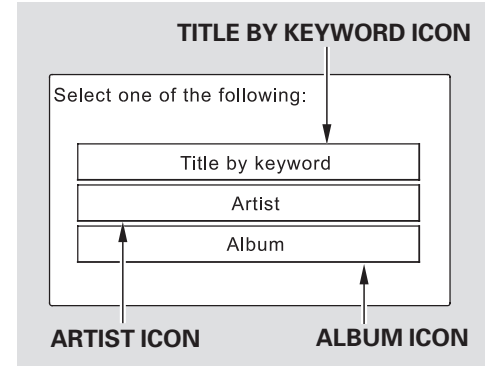 TITLE BY KEYWORD ICON
Select one of the following:
Title by keyword
Artist
Album
ARTIST ICON
ALBUM ICON